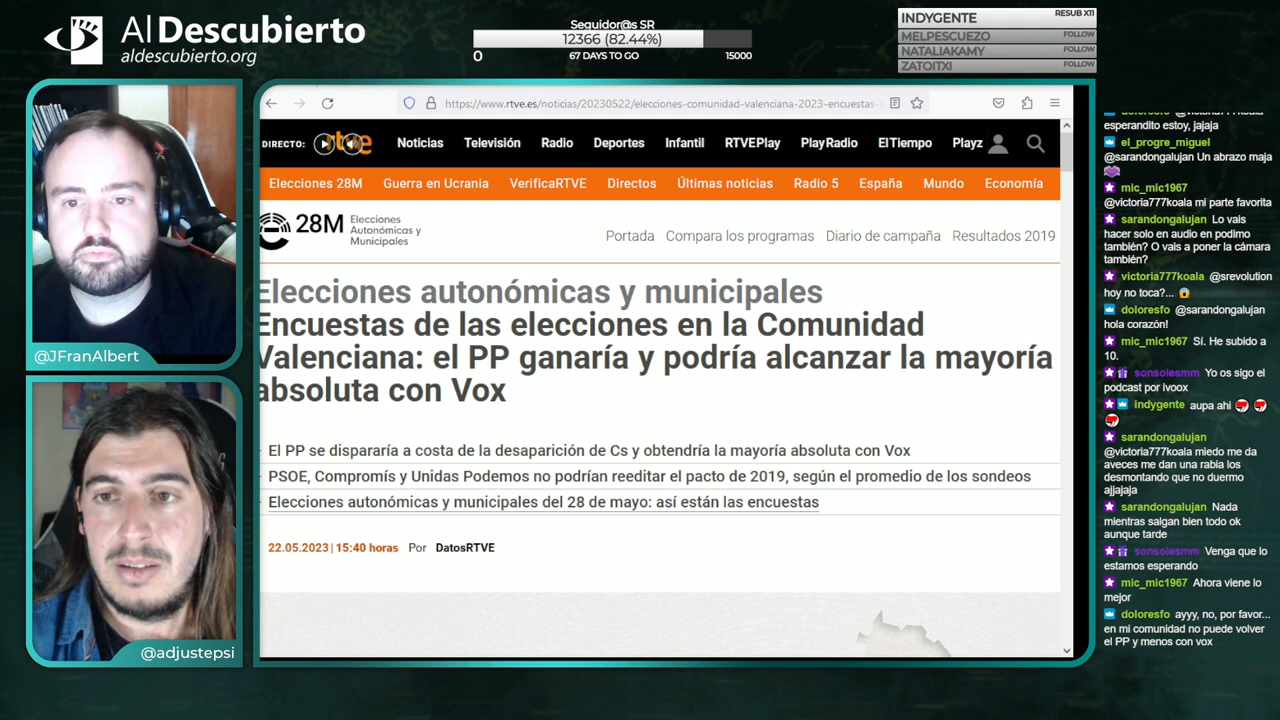 Al Descubierto
aldescubierto.org
Seguidor@s SR
12366 (82.44%)
0
67 DAYS TO GO
15000
INDYGENTE
RESUB X11
MELPESCUEZO
FOLLOW
NATALIAKAMY
FOLLOW
ZATOITXI
FOLLOW
@JFranAlbert
@adjustepsi
https://www.rtve.es/noticias/20230522/elecciones-comunidad-valenciana-2023-encuestas-
DIRECTO:
rtve
Noticias Televisión Radio Deportes Infantil RTVEPlay PlayRadio ElTiempo Playz
Elecciones 28M Guerra en Ucrania VerificaRTVE Directos Últimas noticias Radio 5 España Mundo Economía
28M
Elecciones
Autonómicas y
Municipales
Portada Compara los programas Diario de campaña Resultados 2019
Elecciones autonómicas y municipales
Encuestas de las elecciones en la Comunidad
Valenciana: el PP ganaría y podría alcanzar la mayoría
absoluta con Vox
El PP se dispararía a costa de la desaparición de Cs y obtendría la mayoría absoluta con Vox
PSOE, Compromís y Unidas Podemos no podrían reeditar el pacto de 2019, según el promedio de los sondeos
Elecciones autonómicas y municipales del 28 de mayo: así están las encuestas
22.05.2023 | 15:40 horas Por DatosRTVE
esperandito estoy, jajaja
el_progre_miguel
@sarandongalujan Un abrazo maja
mic_mic1967
@victoria777koala mi parte favorita
sarandongalujan Lo vais
hacer solo en audio en podimo
también? O vais a poner la cámara
también?
victoria777koala @srevolution
hoy no toca?...
doloresfo @sarandongalujan
hola corazón!
mic_mic1967 Sí. He subido a
10.
sonsolesmm Yo os sigo el
podcast por ivoox
indygente aupa ahi
sarandongalujan
@victoria777koala miedo me da
aveces me dan una rabia los
desmontando que no duermo
ajjajaja
sarandongalujan Nada
mientras salgan bien todo ok
aunque tarde
sonsolesmm Venga que lo
estamos esperando
mic_mic1967 Ahora viene lo
mejor
doloresfo ayyy, no, por favor...
en mi comunidad no puede volver
el PP y menos con vox